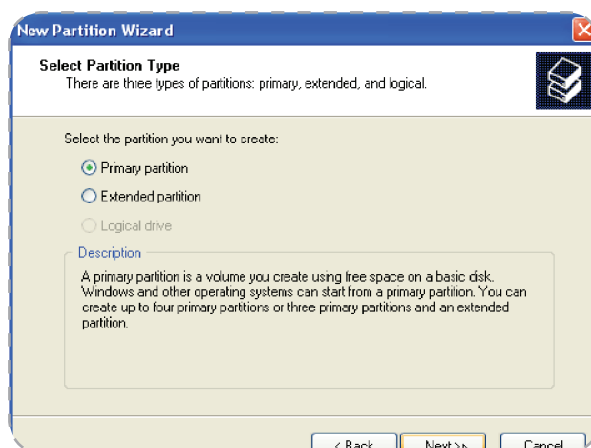 New Partition Wizard
Select Partition Type
There are three types of partitions: primary, extended, and logical.
Select the partition you want to create:
Primary partition
Extended partition
Logical drive
Description
A primary partition is a volume you create using free space on a basic disk.
Windows and other operating systems can start from a primary partition. You can
create up to four primary partitions or three primary partitions and an extended
partition.
< Back
Next >
Cancel